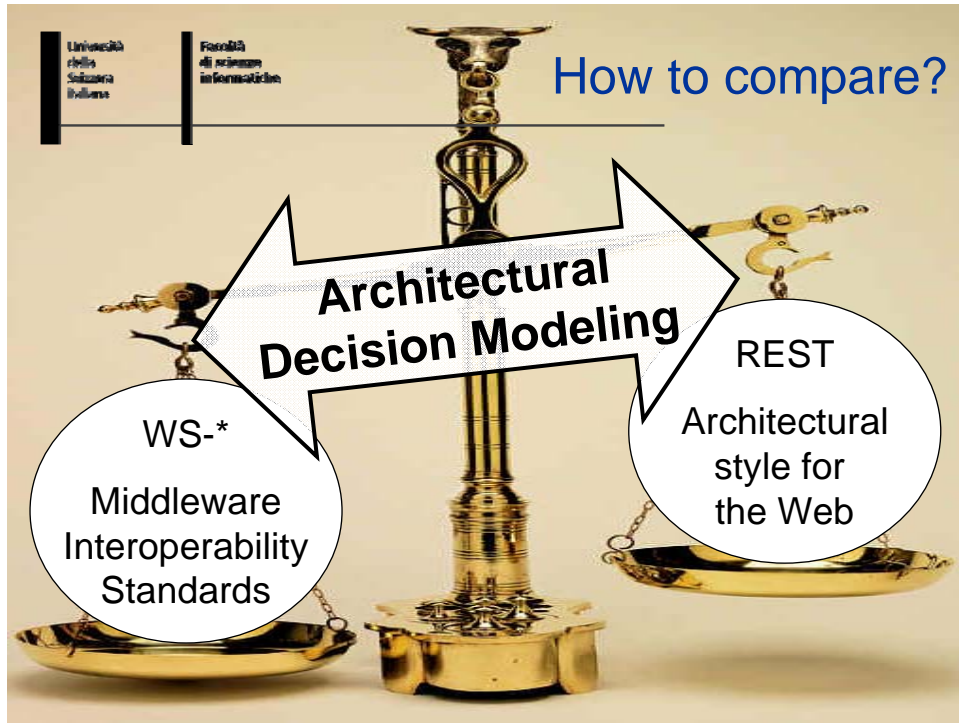 Università
della
Svizzera
italiana
Facoltà
di scienze
informatiche
How to compare?
Architectural
Decision Modeling
WS-*
Middleware
Interoperability
Standards
REST
Architectural
style for
the Web